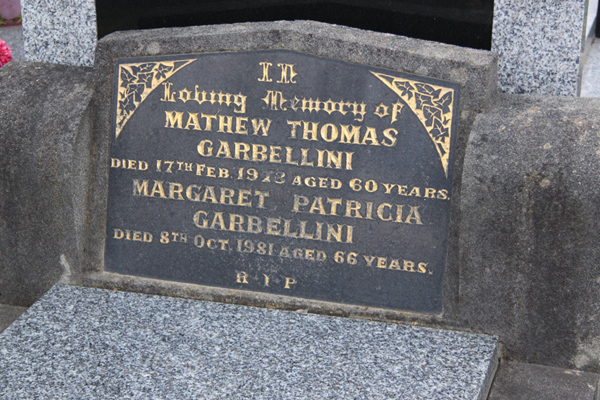 In
Loving Memory of
MATHEW THOMAS
GARBELLINI
DIED 17TH FEB. 1973 AGED 60 YEARS.
MARGARET PATRICIA
GARBELLINI
DIED 8TH OCT. 1981 AGED 66 YEARS.
R · I · P